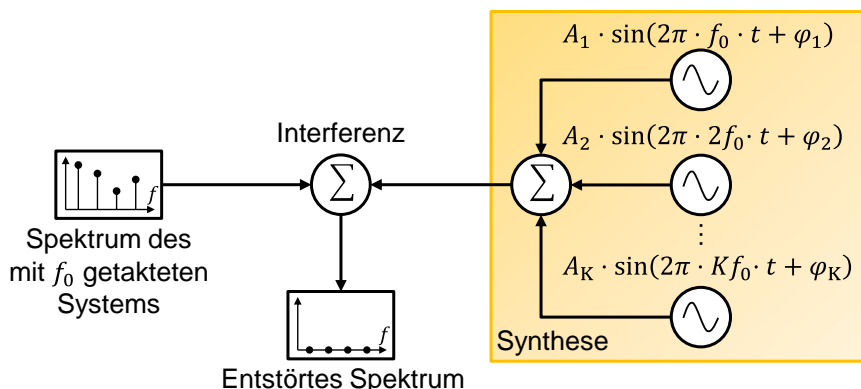 A₁ · sin(2π · f₀ · t + φ₁)
Interferenz
A₂ · sin(2π · 2f₀ · t + φ₂)
Σ
Σ
f
⋮
Spektrum des
mit f₀ getakteten
Systems
A_K · sin(2π · Kf₀ · t + φ_K)
f
Synthese
Entstörtes Spektrum